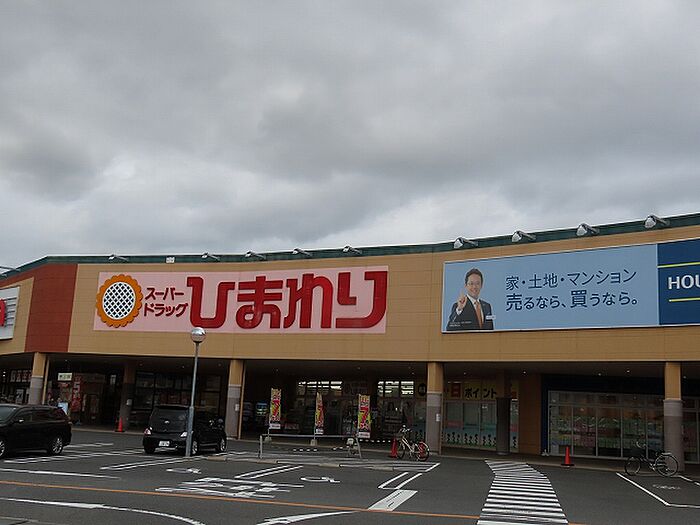 スーパー
ドラッグ
ひまわり
家・土地・マンション
売るなら、買うなら。
HOU
ポイント